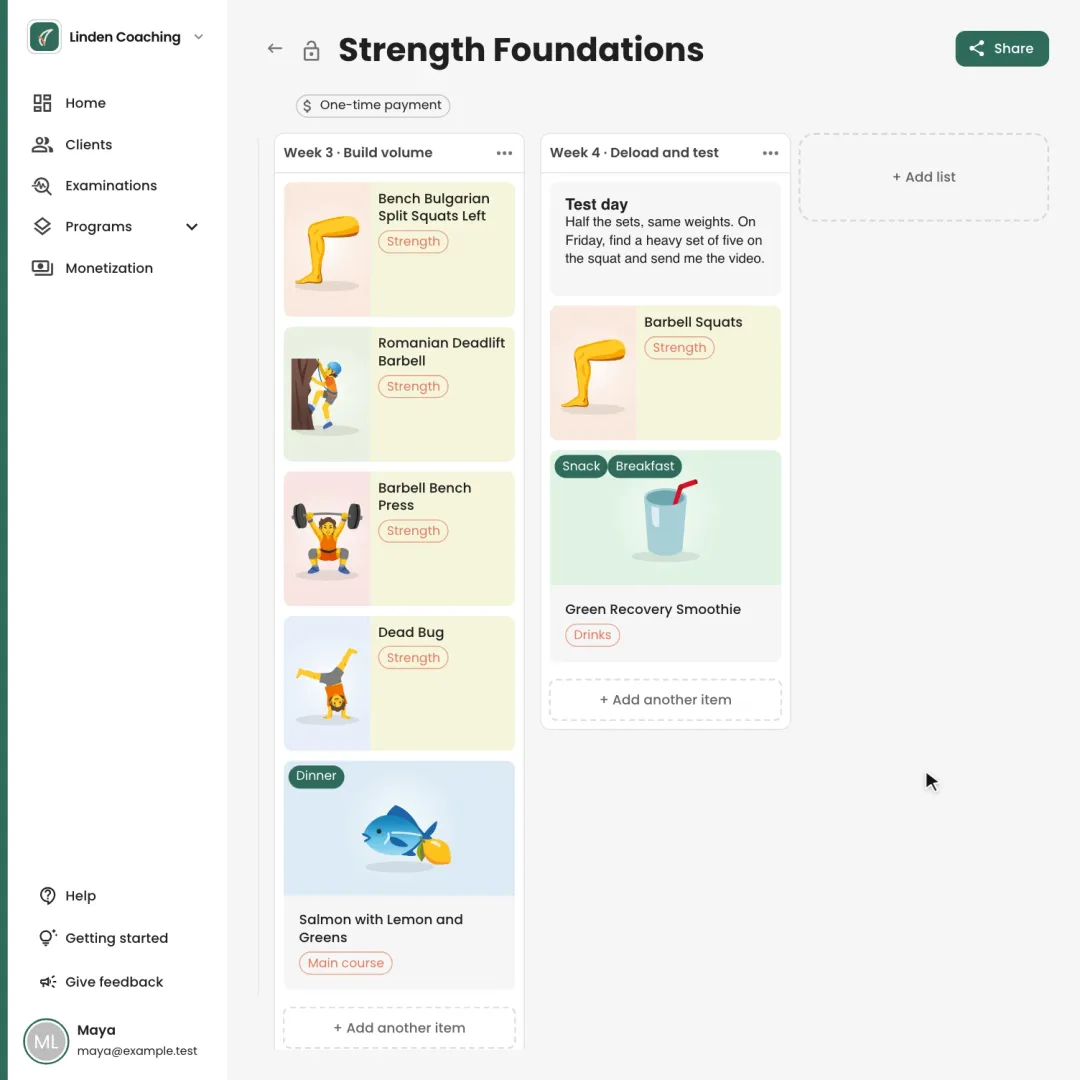 Linden Coaching
Home
Clients
Examinations
Programs
Monetization
Help
Getting started
Give feedback
ML
Maya
maya@example.test
Strength Foundations
Share
$ One-time payment
Week 3 · Build volume
Bench Bulgarian
Split Squats Left
Strength
Romanian Deadlift
Barbell
Strength
Barbell Bench
Press
Strength
Dead Bug
Strength
Dinner
Salmon with Lemon and
Greens
Main course
+ Add another item
Week 4 · Deload and test
Test day
Half the sets, same weights. On
Friday, find a heavy set of five on
the squat and send me the video.
Barbell Squats
Strength
Snack
Breakfast
Green Recovery Smoothie
Drinks
+ Add another item
+ Add list